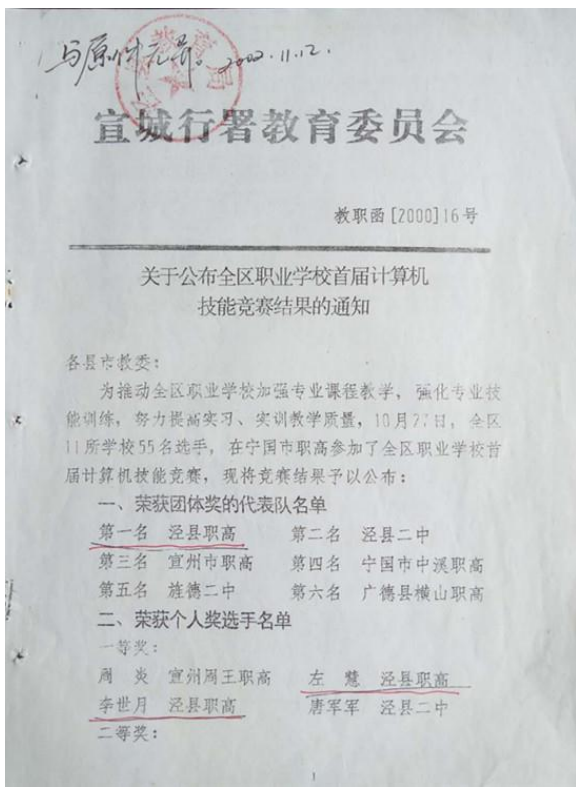 与原件无异。2002.11.12.
教育局
宣城行署教育委员会
教职函[2000]16号
关于公布全区职业学校首届计算机
技能竞赛结果的通知
各县市教委：
为推动全区职业学校加强专业课程教学，强化专业技
能训练，努力提高实习、实训教学质量，10月27日，全区
11所学校55名选手，在宁国市职高参加了全区职业学校首
届计算机技能竞赛，现将竞赛结果予以公布：
一、荣获团体奖的代表队名单
第一名 泾县职高 第二名 泾县二中
第三名 宣州市职高 第四名 宁国市中溪职高
第五名 旌德二中 第六名 广德县横山职高
二、荣获个人奖选手名单
一等奖：
周炎 宣州周王职高 左慧 泾县职高
李世月 泾县职高 唐军军 泾县二中
二等奖：
1